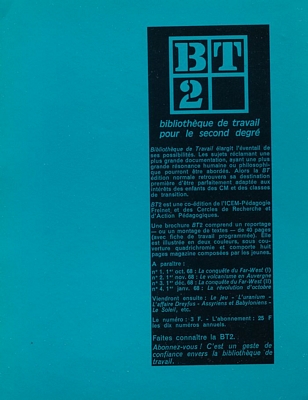 BT
2
bibliothèque de travail
pour le second degré
Bibliothèque de Travail élargit l'éventail de
ses possibilités. Les sujets réclamant une
plus grande documentation, ayant une plus
grande résonance humaine ou philosophi-
que pourront être abordés. Alors la BT
édition normale retrouvera sa destination
première d'être parfaitement adaptée aux
intérêts des enfants des CM et des classes
de transition.
BT2 est une co-édition de l'ICEM-Pédagogie
Freinet et des Cercles de Recherche et
d'Action Pédagogiques.
Une brochure BT2 comprend un reportage
— ou un montage de textes — de 40 pages
(avec fiche de travail programmée). Elle
est illustrée en deux couleurs, sous cou-
verture quadrichromie et comporte huit
pages magazine composées par les jeunes.
A paraître :
n° 1. 1er oct. 68 : La conquête du Far-West (I)
n° 2. 1er nov. 68 : Le volcanisme en Auvergne
n° 3. 1er déc. 68 : La conquête du Far-West (II)
n° 4. 1er janv. 68 : La révolution d'octobre
Viendront ensuite : Le jeu - L'uranium -
L'affaire Dreyfus - Assyriens et Babyloniens -
Le Soleil, etc.
Le numéro : 3 F. - L'abonnement : 25 F
les dix numéros annuels.
Faites connaître la BT2.
Abonnez-vous ! C'est un geste de
confiance envers la bibliothèque de
travail.